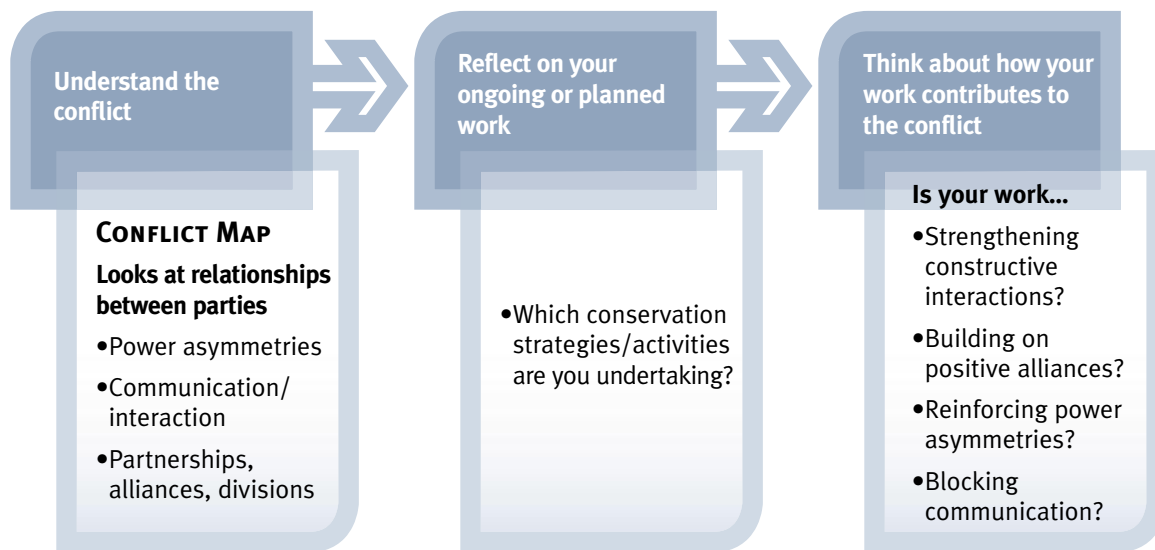 Understand the
conflict
CONFLICT MAP
Looks at relationships
between parties
•Power asymmetries
•Communication/
interaction
•Partnerships,
alliances, divisions
Reflect on your
ongoing or planned
work
•Which conservation
strategies/activities
are you undertaking?
Think about how your
work contributes to
the conflict
Is your work...
•Strengthening
constructive
interactions?
•Building on
positive alliances?
•Reinforcing power
asymmetries?
•Blocking
communication?